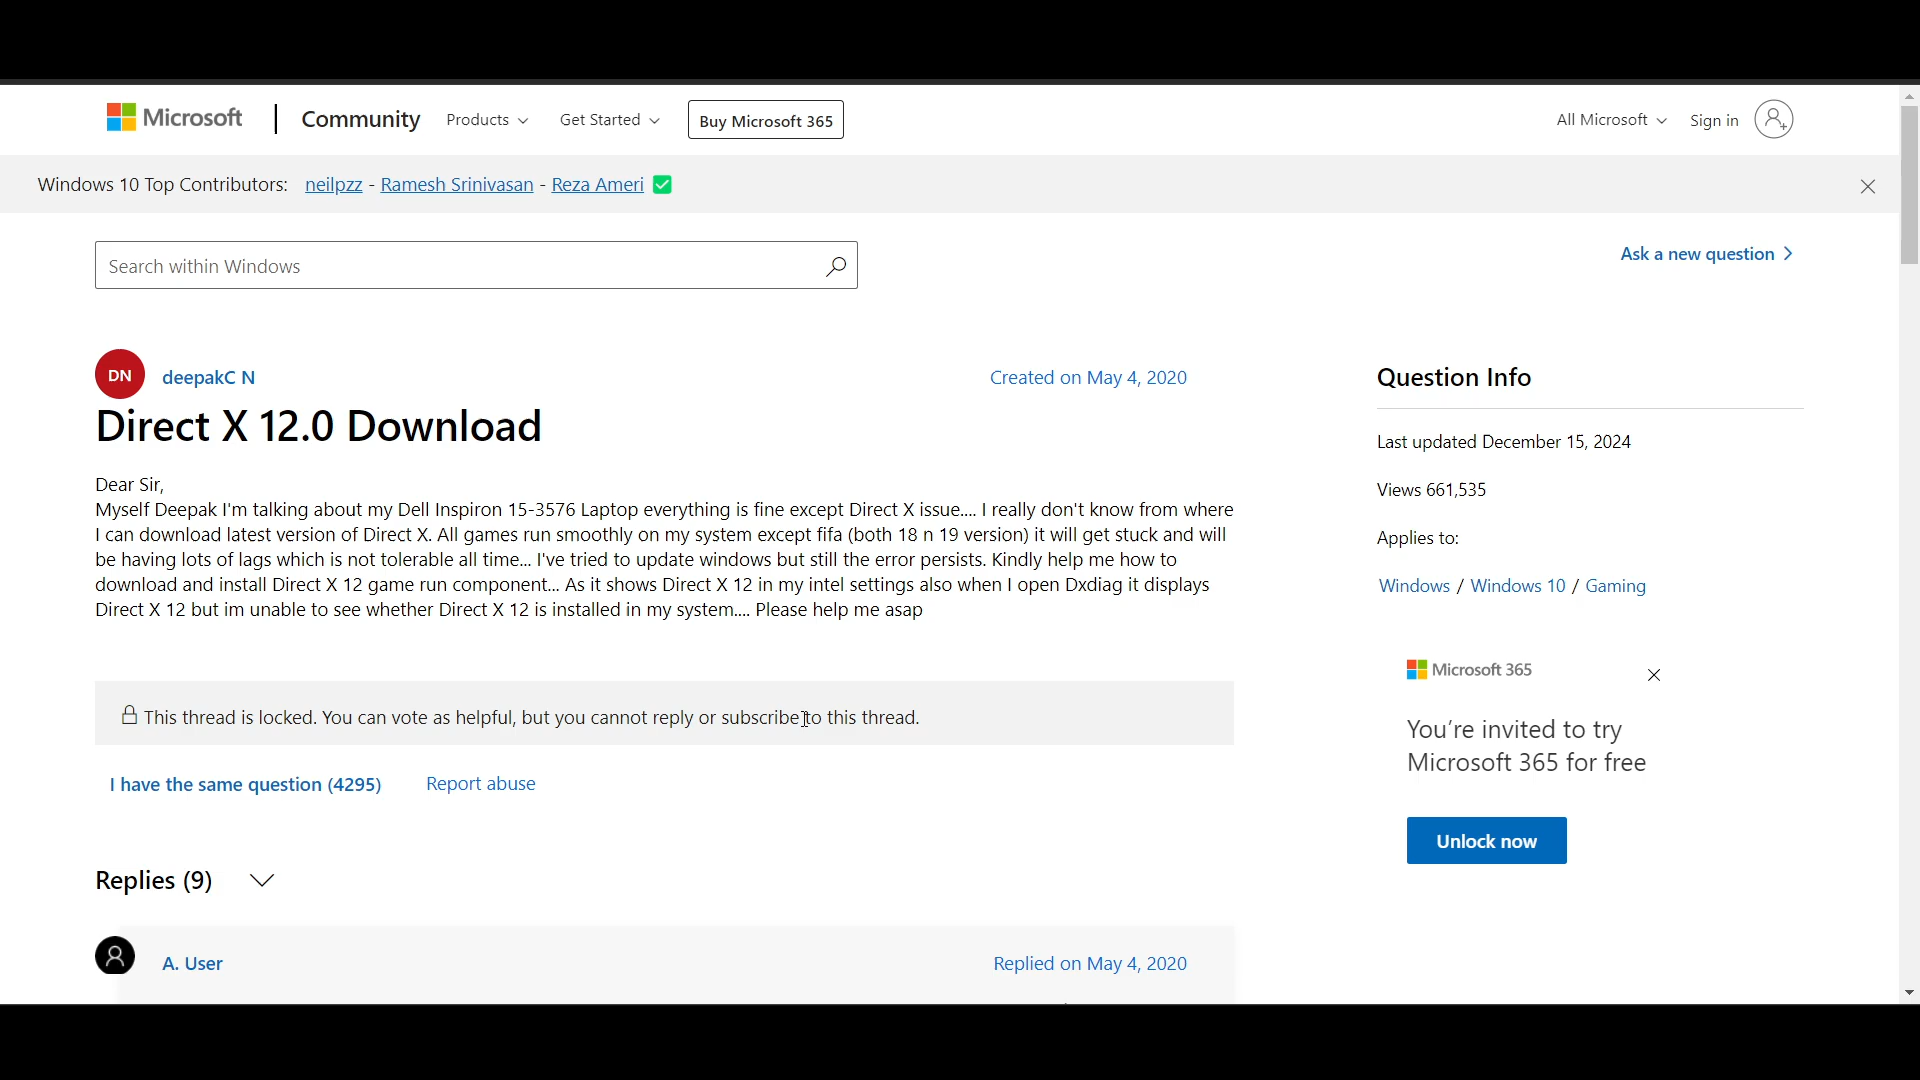 Microsoft Community Products Get Started Buy Microsoft 365 All Microsoft Sign in
Windows 10 Top Contributors: neilpzz - Ramesh Srinivasan - Reza Ameri ✅
Search within Windows
Ask a new question
DN deepakC N
Created on May 4, 2020
Direct X 12.0 Download
Dear Sir,
Myself Deepak I'm talking about my Dell Inspiron 15-3576 Laptop everything is fine except Direct X issue.... I really don't know from where
I can download latest version of Direct X. All games run smoothly on my system except fifa (both 18 n 19 version) it will get stuck and will
be having lots of lags which is not tolerable all time... I've tried to update windows but still the error persists. Kindly help me how to
download and install Direct X 12 game run component... As it shows Direct X 12 in my intel settings also when I open Dxdiag it displays
Direct X 12 but im unable to see whether Direct X 12 is installed in my system.... Please help me asap
This thread is locked. You can vote as helpful, but you cannot reply or subscribe to this thread.
I have the same question (4295) Report abuse
Replies (9)
A. User
Replied on May 4, 2020
Question Info
Last updated December 15, 2024
Views 661,535
Applies to:
Windows / Windows 10 / Gaming
Microsoft 365
You're invited to try
Microsoft 365 for free
Unlock now